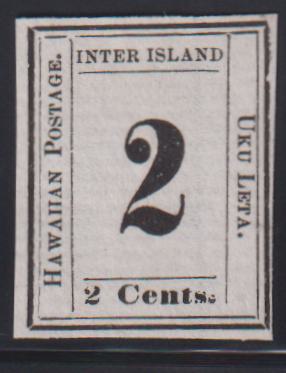 INTER ISLAND
HAWAIIAN POSTAGE.
2
UKU LETA.
2 Cents.